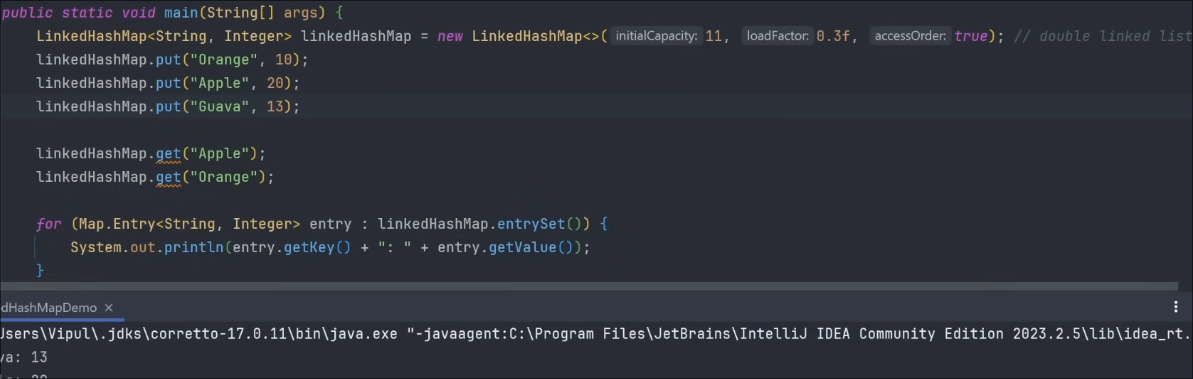 public static void main(String[] args) {
LinkedHashMap<String, Integer> linkedHashMap = new LinkedHashMap<>( initialCapacity: 11, loadFactor: 0.3f, accessOrder: true); // double linked list
linkedHashMap.put("Orange", 10);
linkedHashMap.put("Apple", 20);
linkedHashMap.put("Guava", 13);
linkedHashMap.get("Apple");
linkedHashMap.get("Orange");
for (Map.Entry<String, Integer> entry : linkedHashMap.entrySet()) {
System.out.println(entry.getKey() + ": " + entry.getValue());
}
dHashMapDemo ×
Users\Vipul\.jdks\corretto-17.0.11\bin\java.exe "-javaagent:C:\Program Files\JetBrains\IntelliJ IDEA Community Edition 2023.2.5\lib\idea_rt.
va: 13